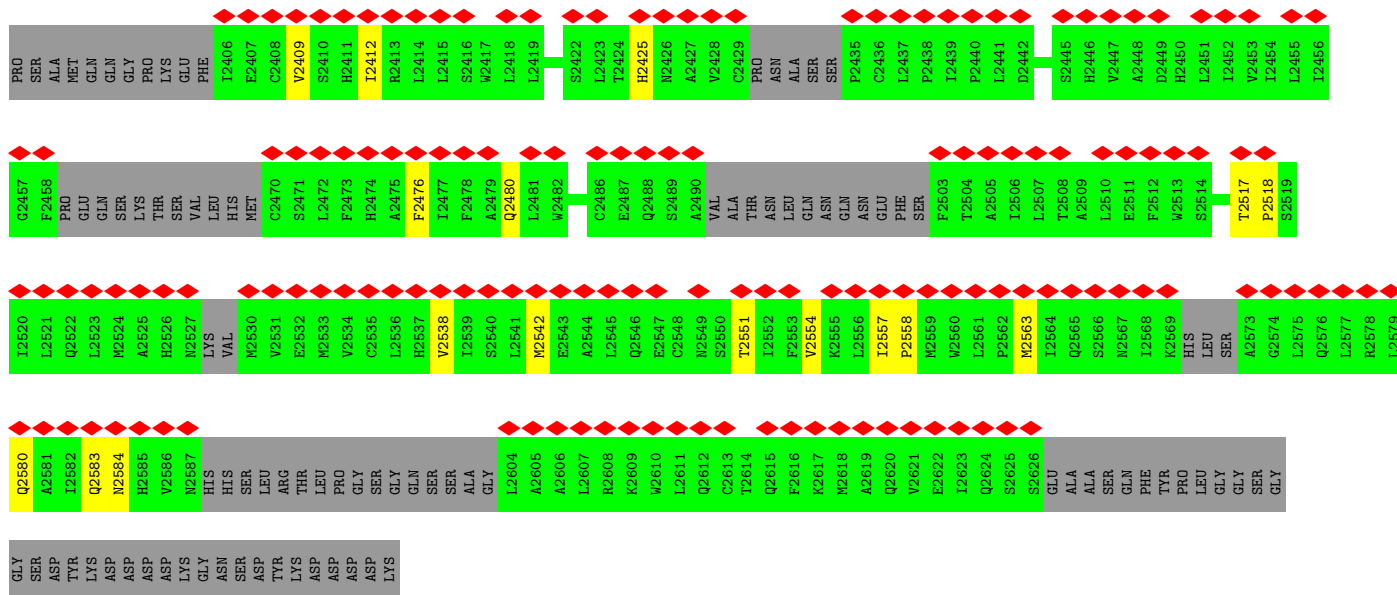 PRO SER ALA MET GLN GLN GLY PRO LYS GLU PHE I2406 E2407 C2408 V2409 S2410 H2411 I2412 R2413 L2414 L2415 S2416 W2417 L2418 L2419 S2422 L2423 T2424 H2425 N2426 A2427 V2428 C2429 PRO ASN ALA SER SER P2435 C2436 L2437 P2438 I2439 P2440 L2441 D2442 S2445 H2446 V2447 A2448 D2449 H2450 L2451 I2452 V2453 I2454 L2455 I2456
G2457 F2458 PRO GLU GLN SER LYS THR SER VAL LEU HIS MET C2470 S2471 L2472 F2473 H2474 A2475 F2476 I2477 F2478 A2479 Q2480 L2481 W2482 C2486 E2487 Q2488 S2489 A2490 VAL ALA THR ASN LEU GLN ASN GLN ASN GLU PHE SER F2503 T2504 A2505 I2506 L2507 T2508 A2509 L2510 E2511 F2512 W2513 S2514 T2517 P2518 S2519
I2520 L2521 Q2522 L2523 M2524 A2525 H2526 N2527 LYS VAL M2530 V2531 E2532 M2533 V2534 C2535 L2536 H2537 V2538 I2539 S2540 L2541 M2542 E2543 A2544 L2545 Q2546 E2547 C2548 N2549 S2550 T2551 I2552 F2553 V2554 K2555 L2556 I2557 P2558 M2559 W2560 L2561 P2562 M2563 I2564 Q2565 S2566 N2567 I2568 K2569 HIS LEU SER A2573 G2574 L2575 Q2576 L2577 R2578 L2579
Q2580 A2581 I2582 Q2583 N2584 H2585 V2586 N2587 HIS HIS SER LEU ARG THR LEU PRO GLY SER GLY GLN SER SER ALA GLY L2604 A2605 A2606 L2607 R2608 K2609 W2610 L2611 Q2612 C2613 T2614 Q2615 F2616 K2617 M2618 A2619 Q2620 V2621 E2622 I2623 Q2624 S2625 S2626 GLU ALA ALA SER GLN PHE TYR PRO LEU GLY GLY SER GLY
GLY SER ASP TYR LYS ASP ASP ASP ASP LYS GLY ASN SER ASP TYR LYS ASP ASP ASP ASP LYS